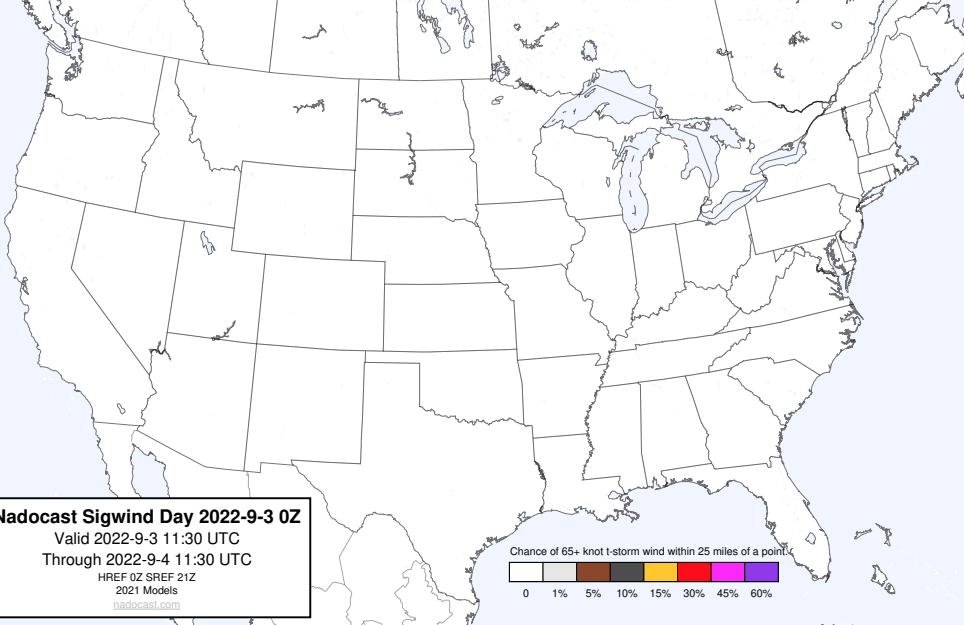 Nadocast Sigwind Day 2022-9-3 0Z
Valid 2022-9-3 11:30 UTC
Through 2022-9-4 11:30 UTC
HREF 0Z SREF 21Z
2021 Models
nadocast.com
Chance of 65+ knot t-storm wind within 25 miles of a point.
0 1% 5% 10% 15% 30% 45% 60%